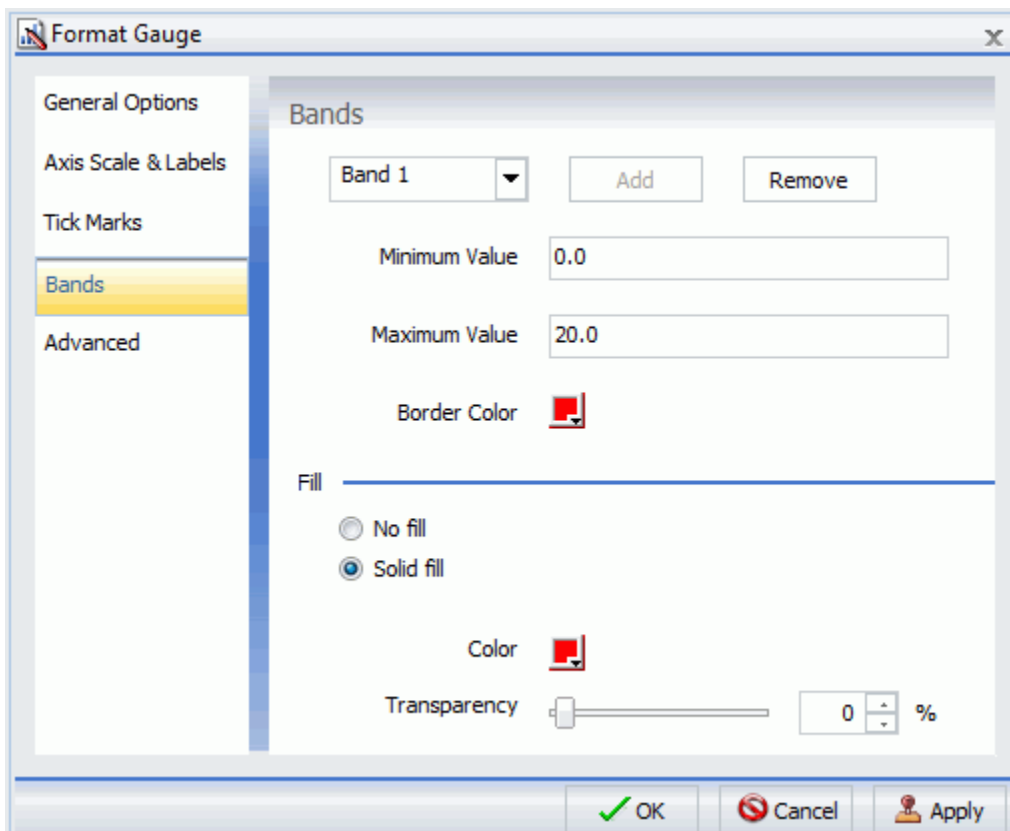 Format Gauge
x
General Options
Axis Scale & Labels
Tick Marks
Bands
Advanced
Bands
Band 1 Add Remove
Minimum Value 0.0
Maximum Value 20.0
Border Color
Fill
No fill
Solid fill
Color
Transparency 0 %
OK Cancel Apply